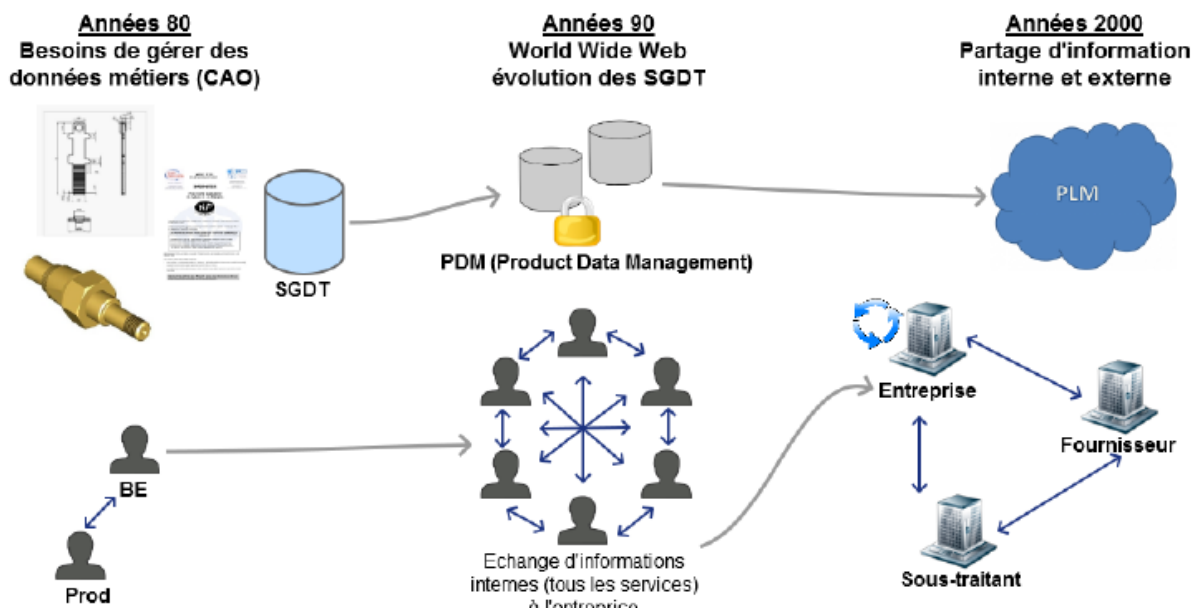 Années 80
Besoins de gérer des
données métiers (CAO)
Années 90
World Wide Web
évolution des SGDT
Années 2000
Partage d'information
interne et externe
NF
SGDT
PDM (Product Data Management)
PLM
BE
Prod
Echange d'informations
internes (tous les services)
à l'entreprise
Entreprise
Fournisseur
Sous-traitant